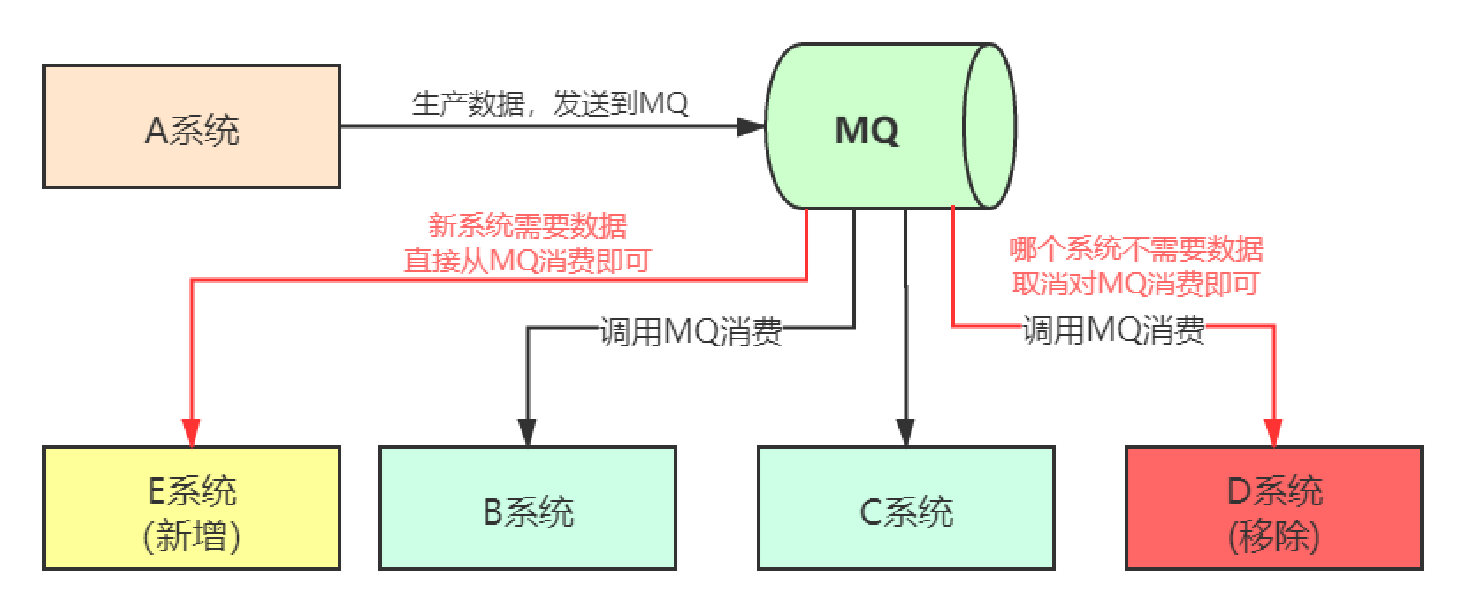 A系统
生产数据，发送到MQ
MQ
新系统需要数据
直接从MQ消费即可
哪个系统不需要数据
取消对MQ消费即可
调用MQ消费
调用MQ消费
E系统
(新增)
B系统
C系统
D系统
(移除)